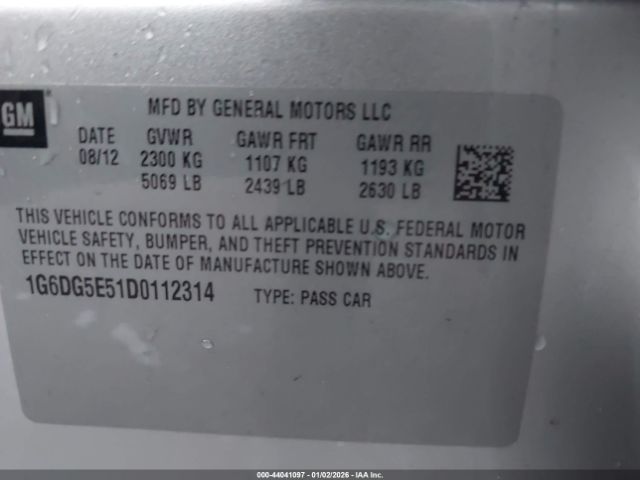 GM
MFD BY GENERAL MOTORS LLC
DATE GVWR GAWR FRT GAWR RR
08/12 2300 KG 1107 KG 1193 KG
5069 LB 2439 LB 2630 LB
THIS VEHICLE CONFORMS TO ALL APPLICABLE U.S. FEDERAL MOTOR
VEHICLE SAFETY, BUMPER, AND THEFT PREVENTION STANDARDS IN
EFFECT ON THE DATE OF MANUFACTURE SHOWN ABOVE.
1G6DG5E51D0112314 TYPE: PASS CAR
000-44041097 - 01/02/2026 - IAA Inc.